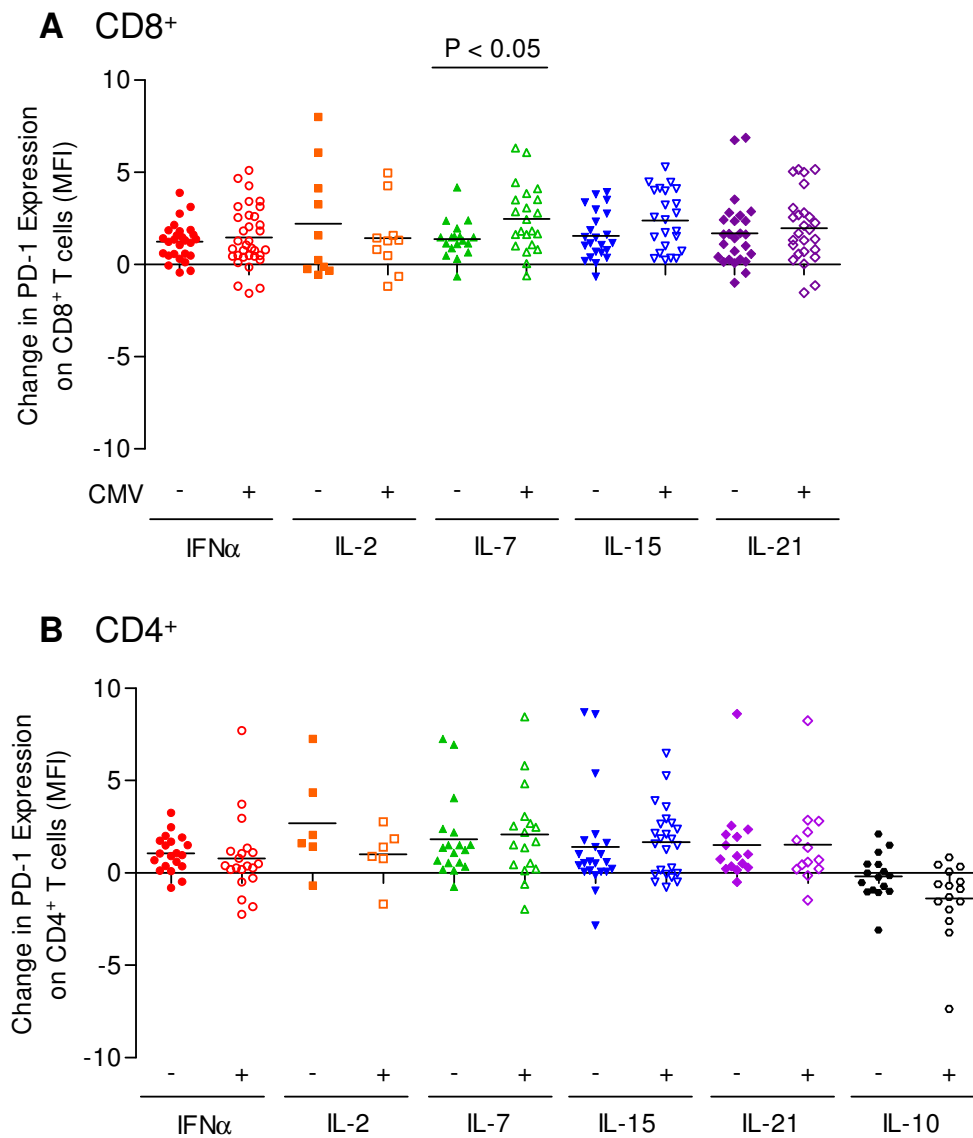 A CD8⁺
P < 0.05
Change in PD-1 Expression
on CD8⁺ T cells (MFI)
10
5
0
-5
-10
CMV - + - + - + - + - +
IFNα IL-2 IL-7 IL-15 IL-21
B CD4⁺
Change in PD-1 Expression
on CD4⁺ T cells (MFI)
10
5
0
-5
-10
- + - + - + - + - + - +
IFNα IL-2 IL-7 IL-15 IL-21 IL-10